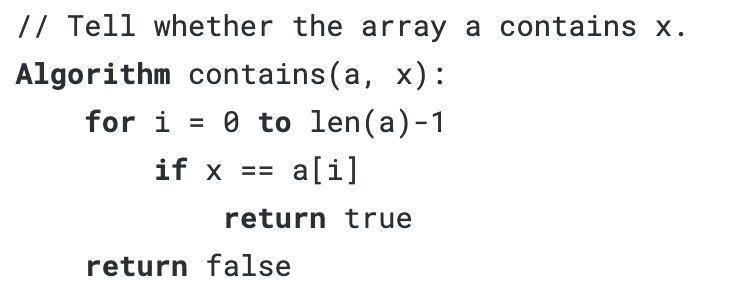 // Tell whether the array a contains x.
Algorithm contains(a, x):
    for i = 0 to len(a)-1
        if x == a[i]
            return true
    return false